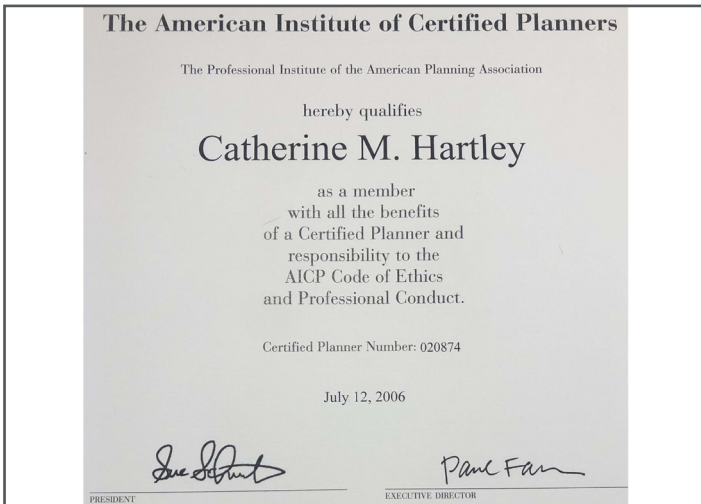 The American Institute of Certified Planners
The Professional Institute of the American Planning Association
hereby qualifies
Catherine M. Hartley
as a member
with all the benefits
of a Certified Planner and
responsibility to the
AICP Code of Ethics
and Professional Conduct.
Certified Planner Number: 020874
July 12, 2006
PRESIDENT
EXECUTIVE DIRECTOR